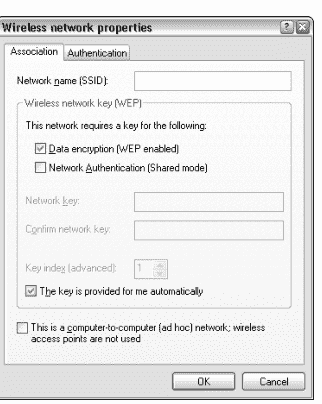 Wireless network properties
Association
Authentication
Network name (SSID):
Wireless network key (WEP)
This network requires a key for the following:
Data encryption (WEP enabled)
Network Authentication (Shared mode)
Network key:
Confirm network key:
Key index (advanced):
1
The key is provided for me automatically
This is a computer-to-computer (ad hoc) network; wireless
access points are not used
OK
Cancel